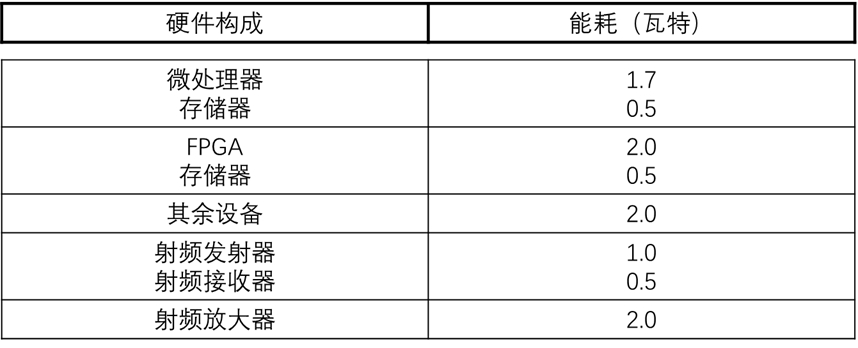 硬件构成 能耗（瓦特）
微处理器 1.7
存储器 0.5
FPGA 2.0
存储器 0.5
其余设备 2.0
射频发射器 1.0
射频接收器 0.5
射频放大器 2.0